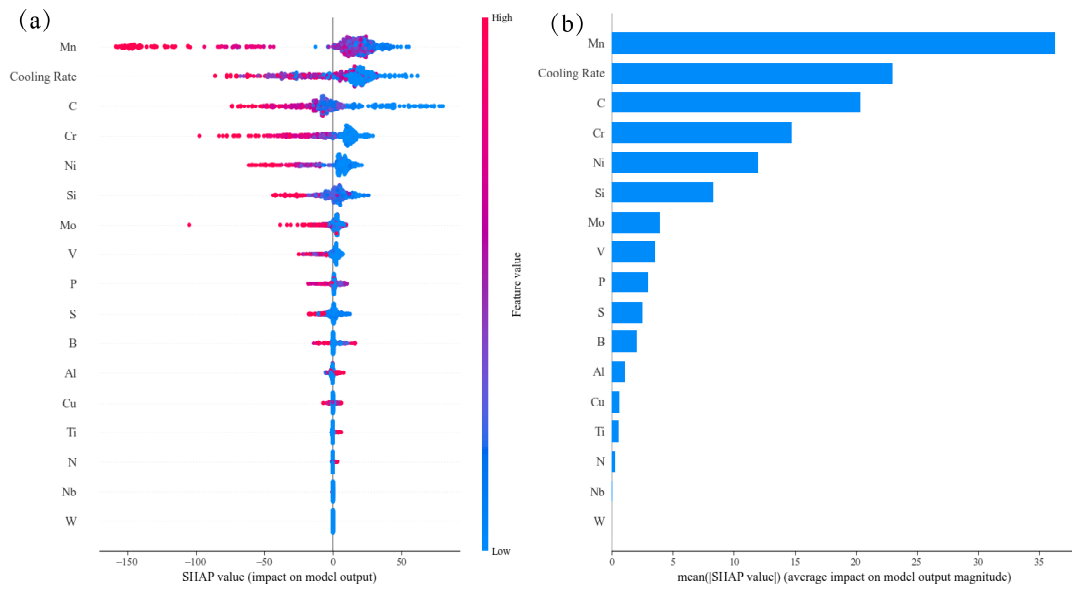 (a)
High
Mn
Cooling Rate
C
Cr
Ni
Si
Mo
V
P
S
B
Al
Cu
Ti
N
Nb
W
Feature value
Low
−150
−100
−50
0
50
SHAP value (impact on model output)
(b)
Mn
Cooling Rate
C
Cr
Ni
Si
Mo
V
P
S
B
Al
Cu
Ti
N
Nb
W
0
5
10
15
20
25
30
35
mean(|SHAP value|) (average impact on model output magnitude)